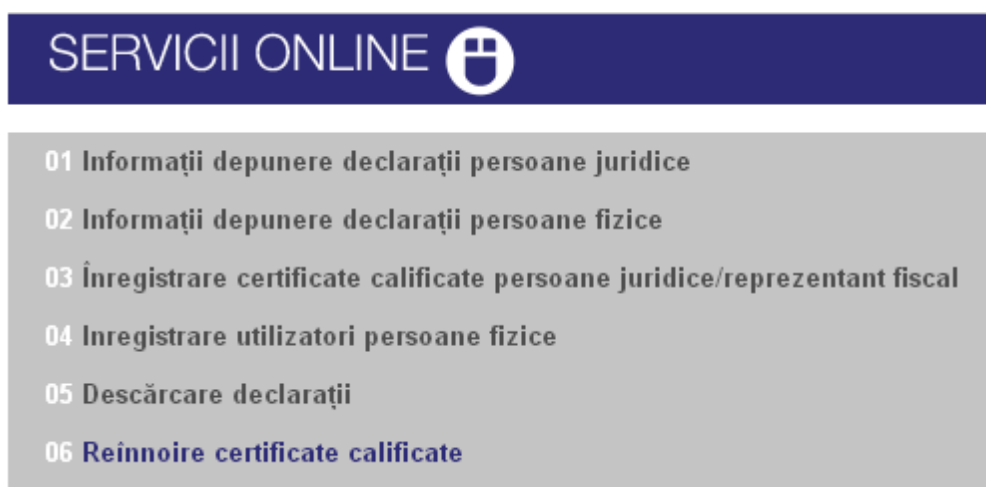 SERVICII ONLINE
01 Informații depunere declarații persoane juridice
02 Informații depunere declarații persoane fizice
03 Înregistrare certificate calificate persoane juridice/reprezentant fiscal
04 Inregistrare utilizatori persoane fizice
05 Descărcare declarații
06 Reînnoire certificate calificate